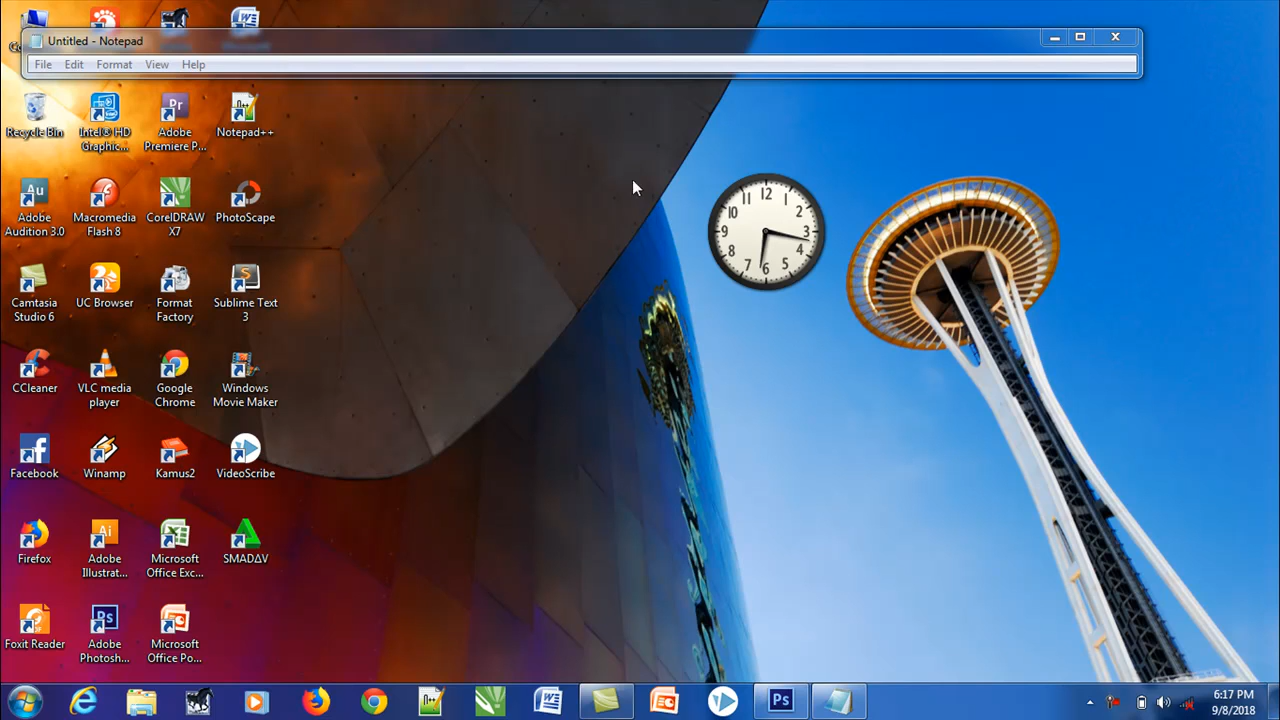 Untitled - Notepad
File Edit Format View Help
Recycle Bin
Intel® HD
Graphic...
Adobe
Premiere P...
Notepad++
Adobe
Audition 3.0
Macromedia
Flash 8
CorelDRAW
X7
PhotoScape
Camtasia
Studio 6
UC Browser
Format
Factory
Sublime Text
3
CCleaner
VLC media
player
Google
Chrome
Windows
Movie Maker
Facebook
Winamp
Kamus2
VideoScribe
Firefox
Adobe
Illustrat...
Microsoft
Office Exc...
SMADΔV
Foxit Reader
Adobe
Photosh...
Microsoft
Office Po...
12
1
2
3
4
5
6
7
8
9
10
11
6:17 PM
9/8/2018